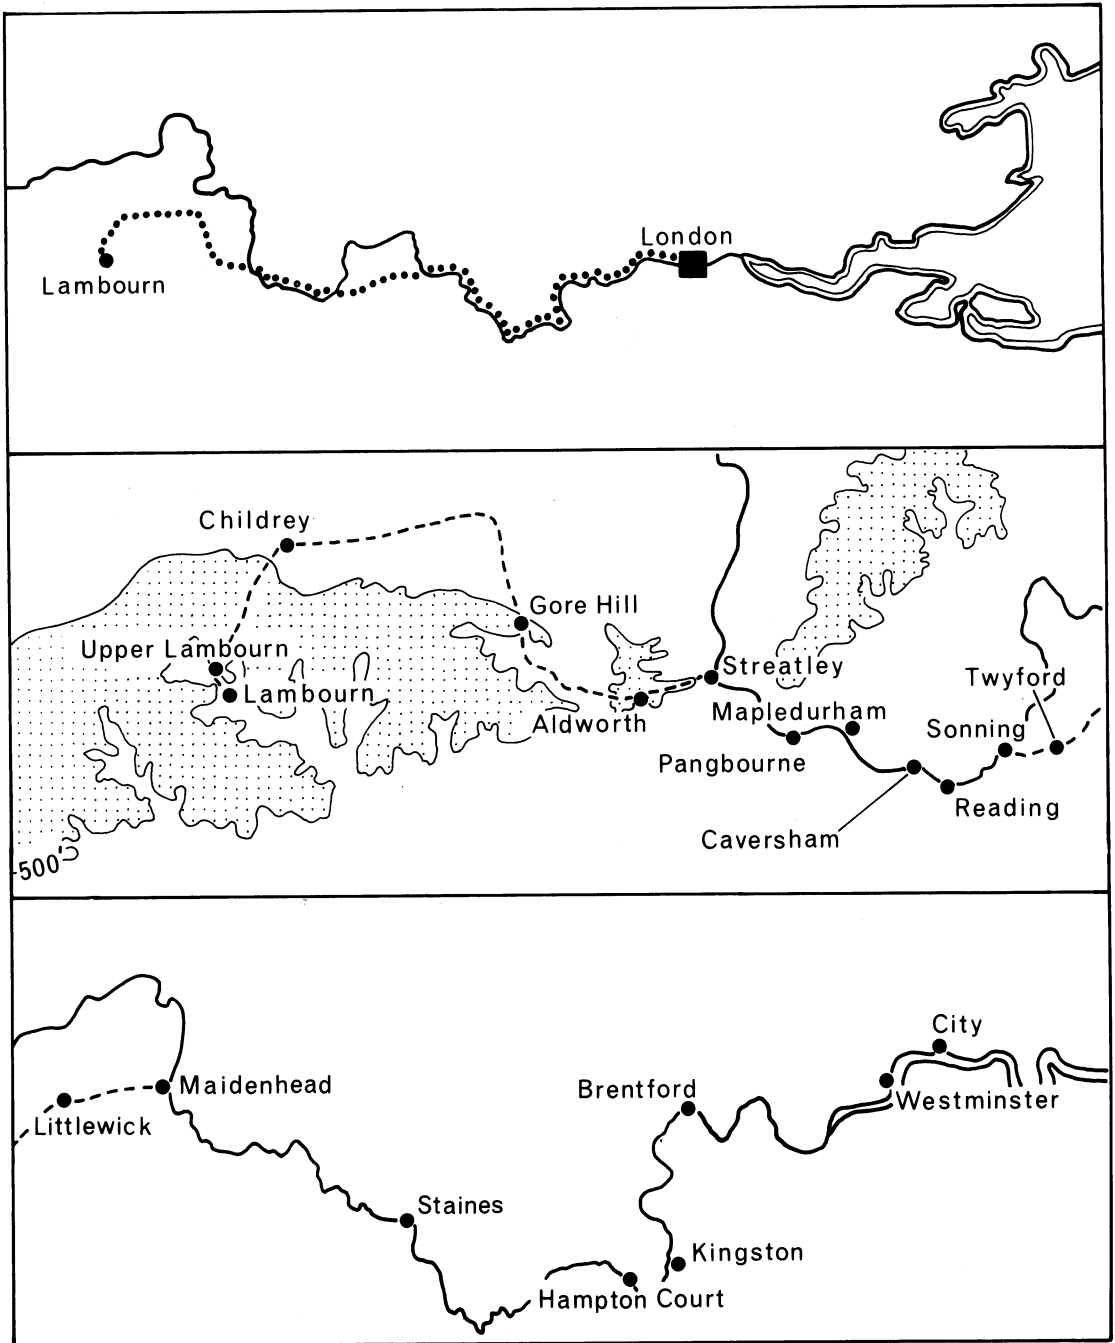 London
Lambourn
Childrey
Gore Hill
Upper Lambourn
Streatley
Twyford
Lambourn
Aldworth
Mapledurham
Sonning
Pangbourne
Reading
Caversham
500'
City
Maidenhead
Brentford
Westminster
Littlewick
Staines
Kingston
Hampton Court